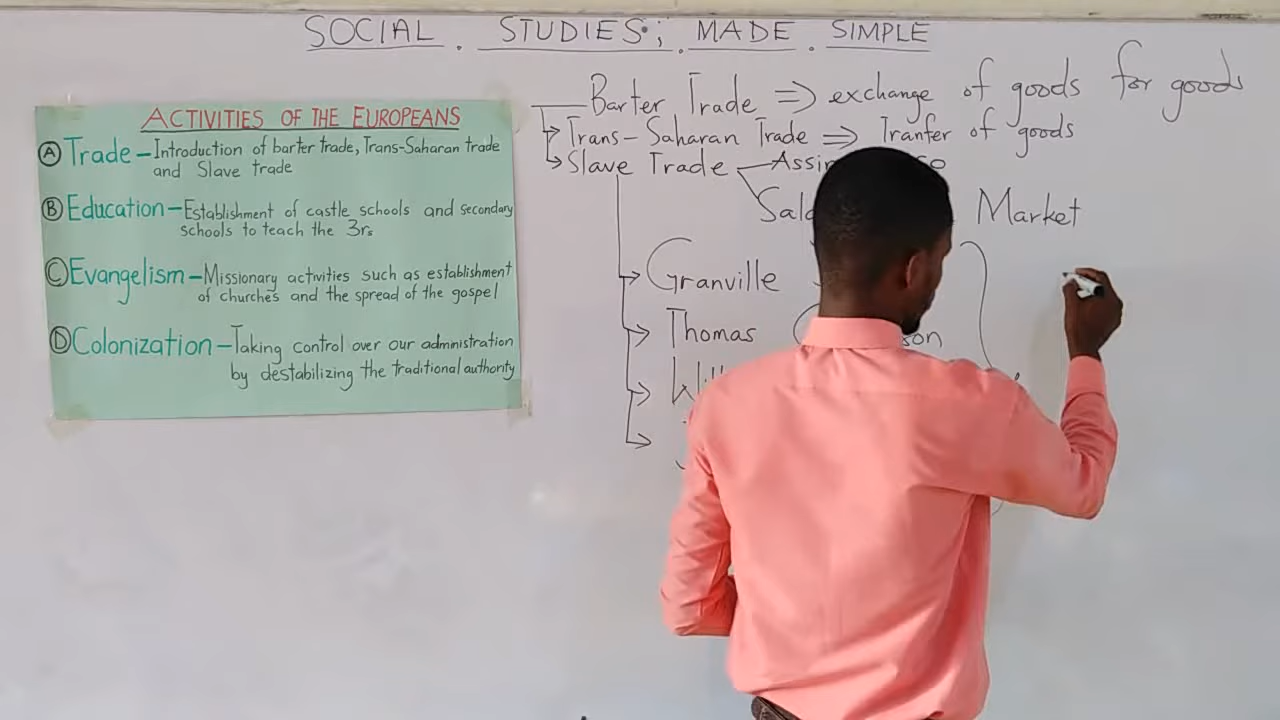 SOCIAL . STUDIES; . MADE . SIMPLE
ACTIVITIES OF THE EUROPEANS
Ⓐ Trade – Introduction of barter trade, Trans-Saharan trade
and Slave trade
Ⓑ Education – Establishment of castle schools and secondary
schools to teach the 3rs
Ⓒ Evangelism – Missionary activities such as establishment
of churches and the spread of the gospel
Ⓓ Colonization – Taking control over our administration
by destabilizing the traditional authority
Barter Trade ⇒ exchange of goods for goods
Trans-Saharan Trade ⇒ Tranfer of goods
Slave Trade
Market
Granville
Thomas